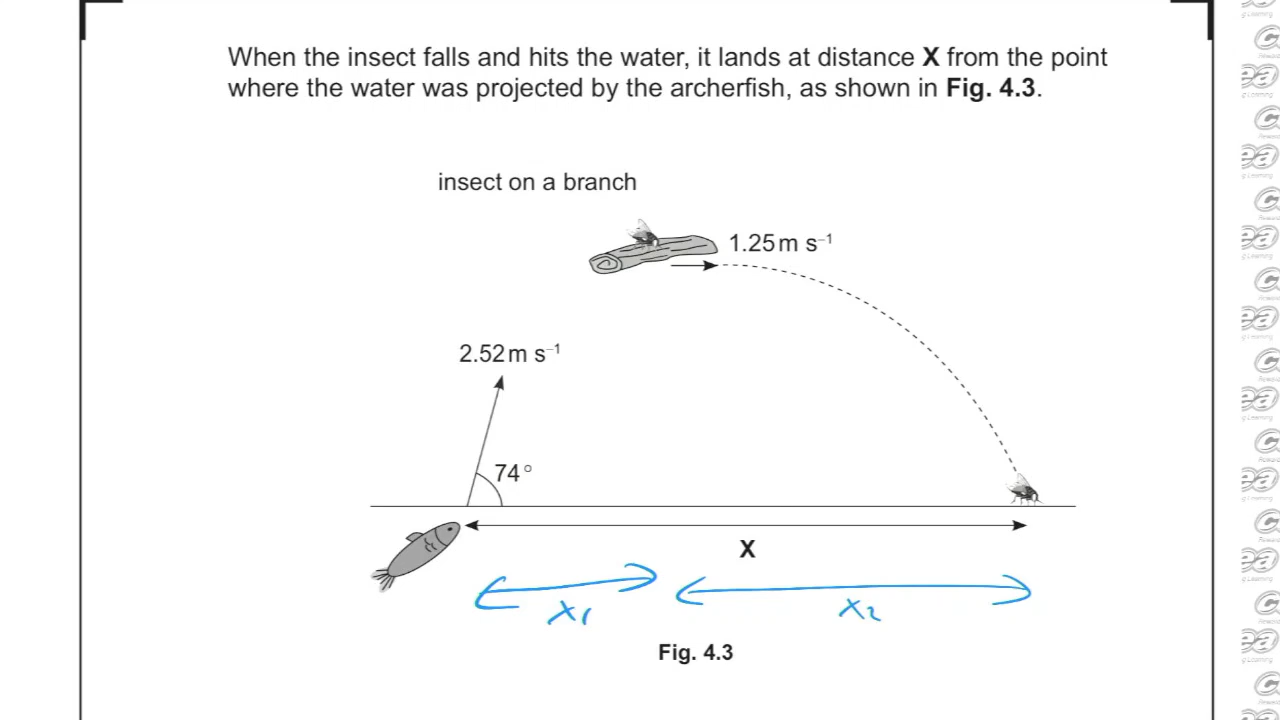 When the insect falls and hits the water, it lands at distance X from the point
where the water was projected by the archerfish, as shown in Fig. 4.3.
insect on a branch
1.25 m s⁻¹
2.52 m s⁻¹
74°
X
x₁
x₂
Fig. 4.3